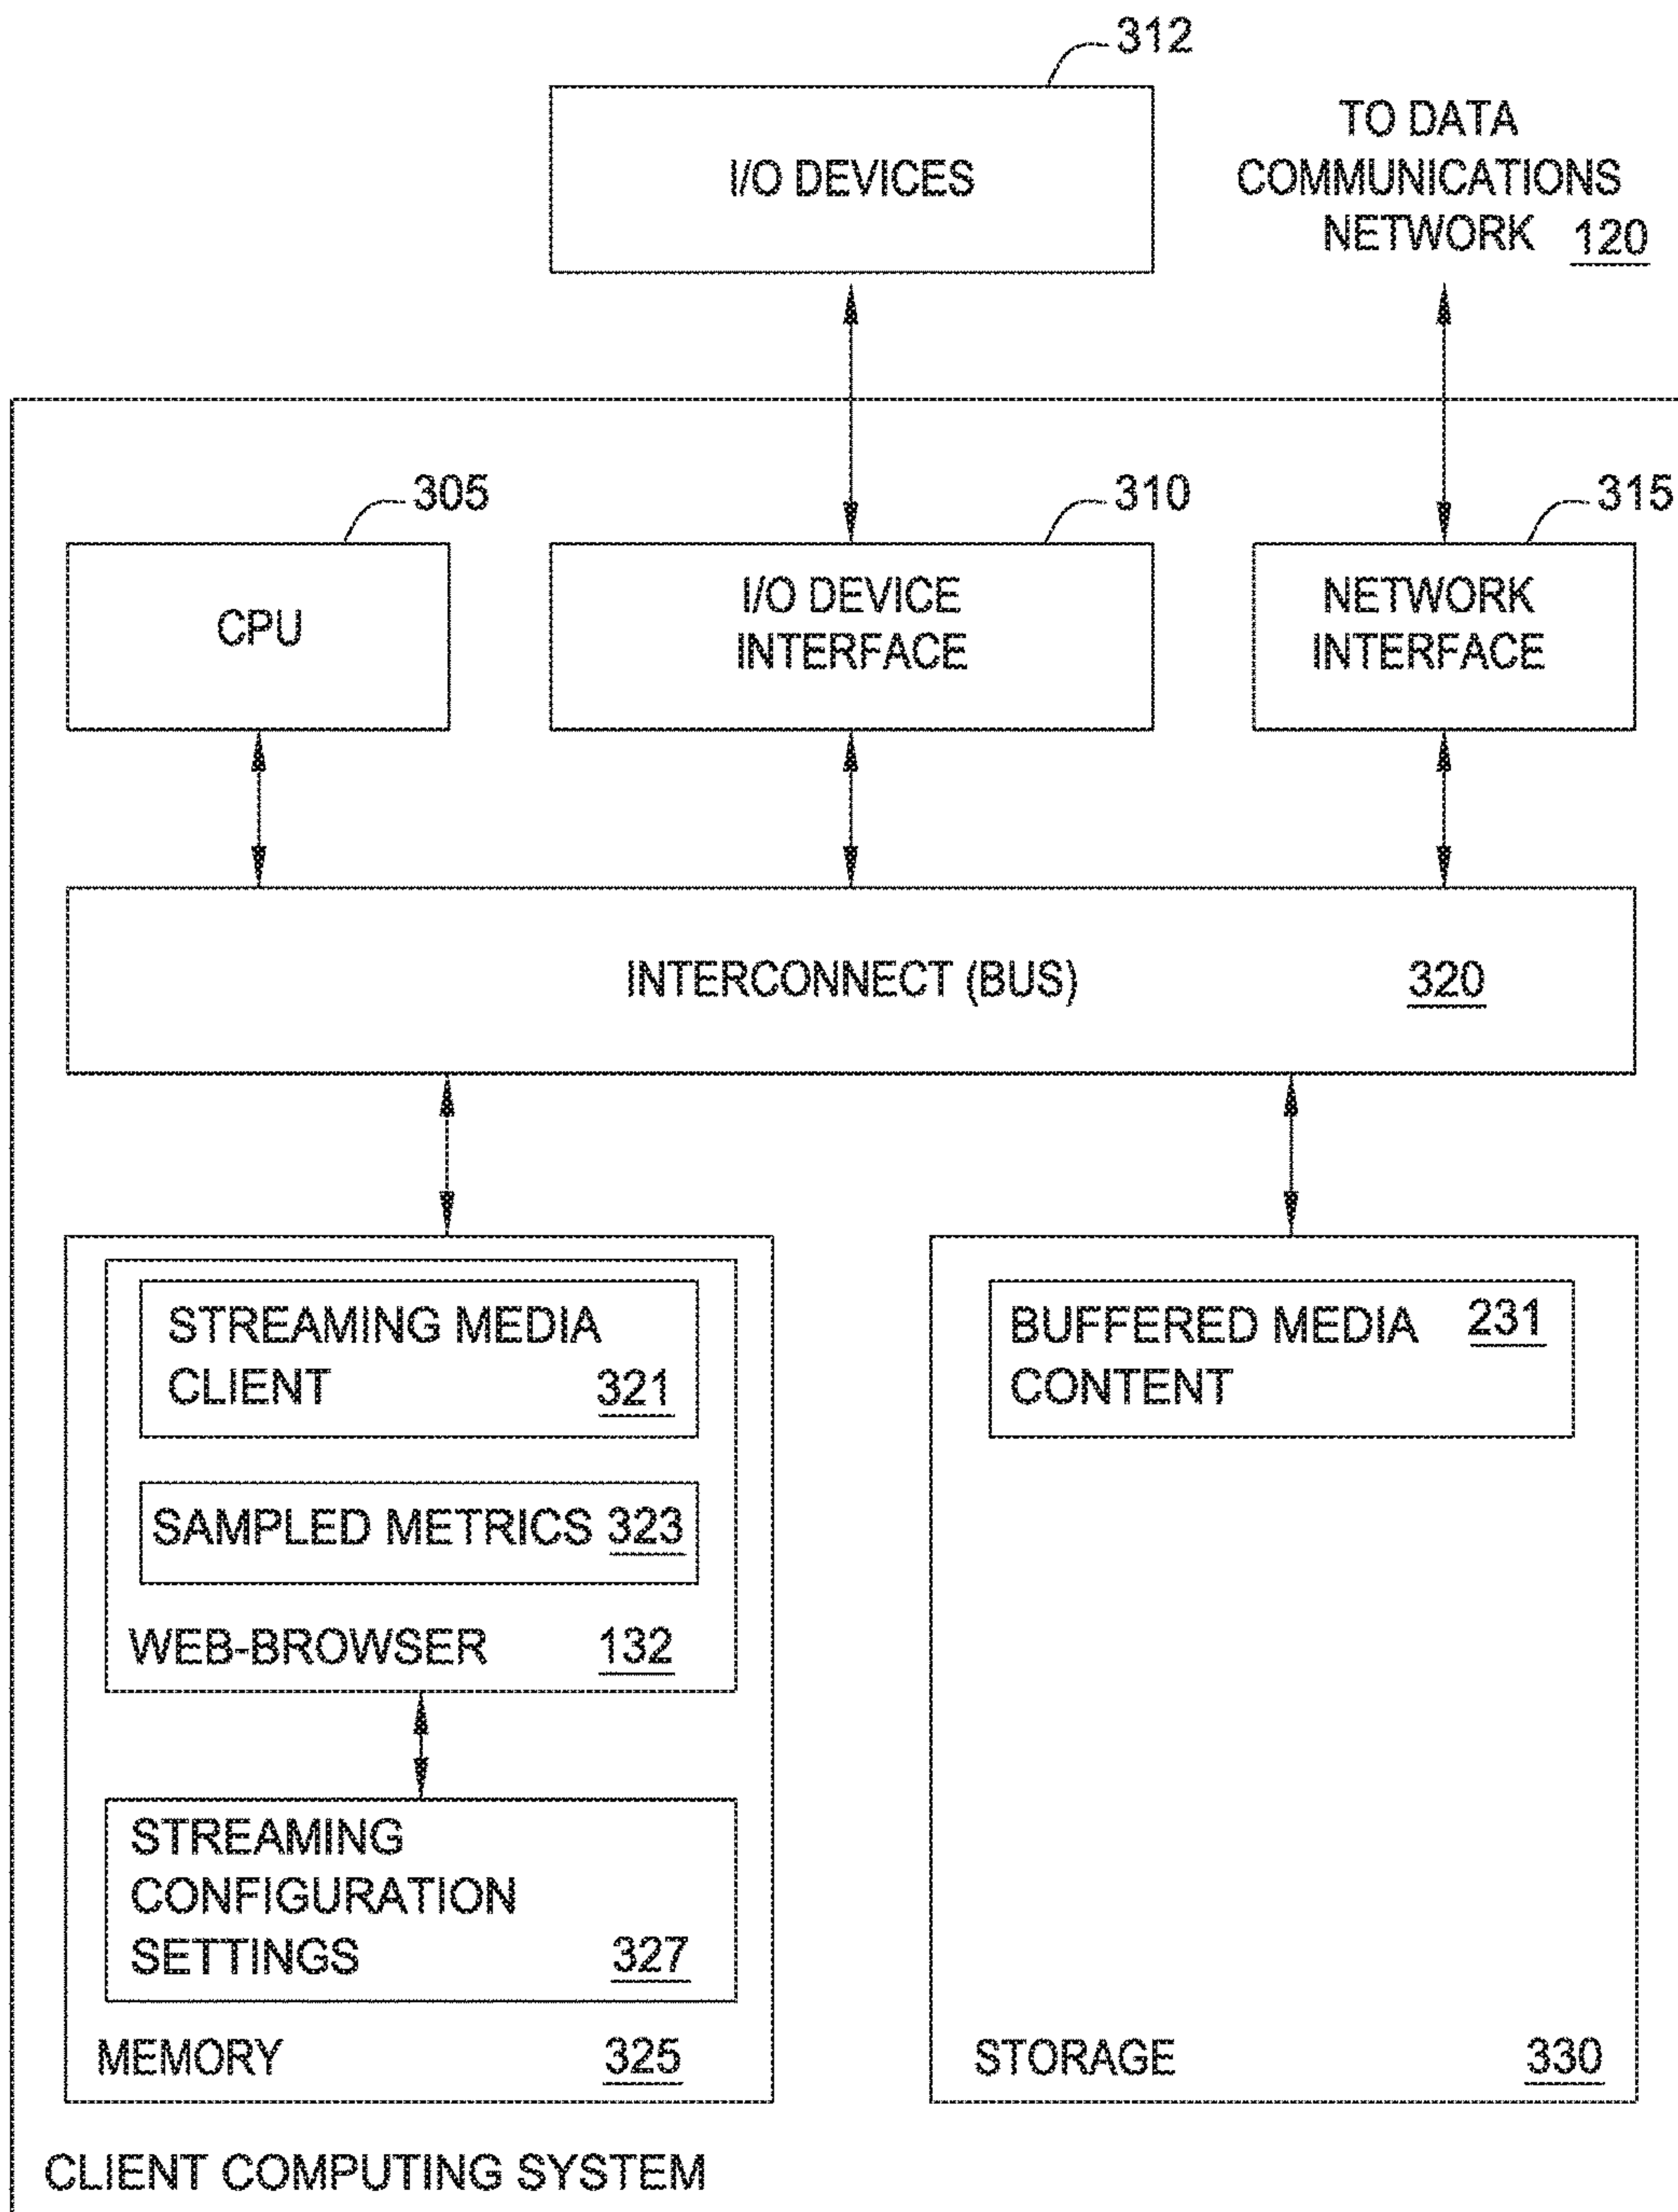 312
I/O DEVICES
TO DATA
COMMUNICATIONS
NETWORK 120
305
310
315
CPU
I/O DEVICE
INTERFACE
NETWORK
INTERFACE
INTERCONNECT (BUS) 320
STREAMING MEDIA
CLIENT 321
SAMPLED METRICS 323
WEB-BROWSER 132
STREAMING
CONFIGURATION
SETTINGS 327
MEMORY 325
BUFFERED MEDIA 231
CONTENT
STORAGE 330
CLIENT COMPUTING SYSTEM